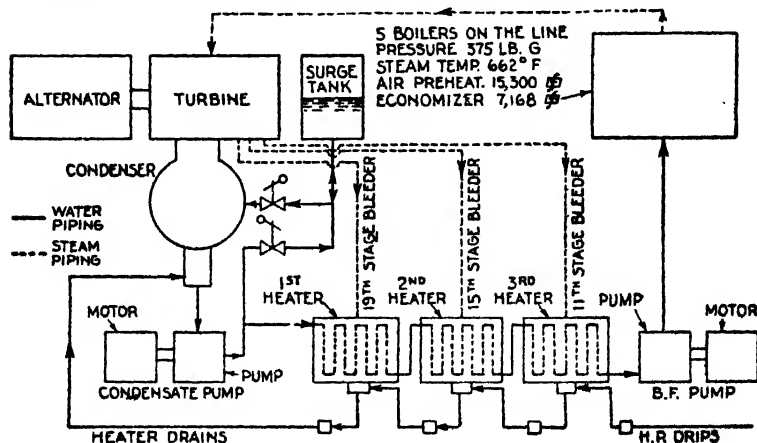 5 BOILERS ON THE LINE
PRESSURE 375 LB. G
STEAM TEMP. 662° F
AIR PREHEAT. 15,300
ECONOMIZER 7,168
SURGE
TANK
ALTERNATOR
TURBINE
CONDENSER
WATER
PIPING
STEAM
PIPING
19TH STAGE BLEEDER
15TH STAGE BLEEDER
11TH STAGE BLEEDER
1ST
HEATER
2ND
HEATER
3RD
HEATER
PUMP
MOTOR
MOTOR
PUMP
CONDENSATE PUMP
B.F. PUMP
HEATER DRAINS
H.P. DRIPS